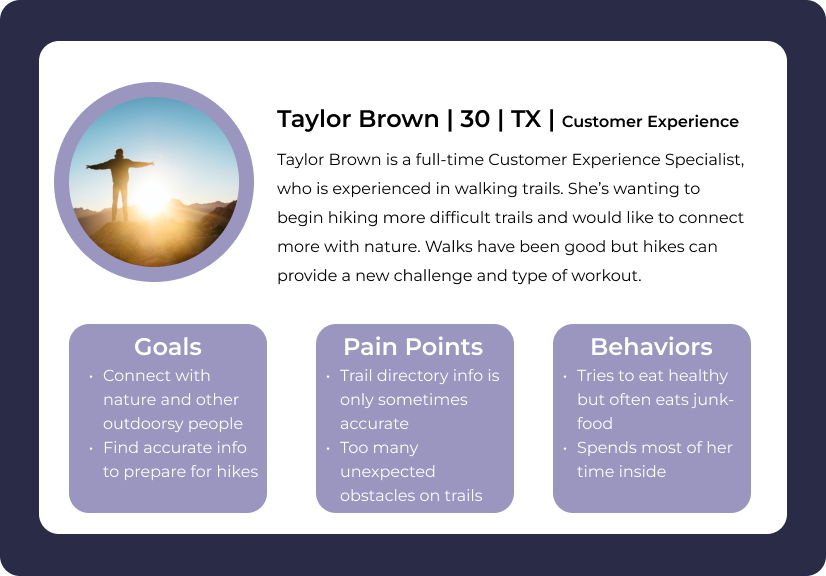 Taylor Brown | 30 | TX | Customer Experience
Taylor Brown is a full-time Customer Experience Specialist,
who is experienced in walking trails. She’s wanting to
begin hiking more difficult trails and would like to connect
more with nature. Walks have been good but hikes can
provide a new challenge and type of workout.
Goals
• Connect with
nature and other
outdoorsy people
• Find accurate info
to prepare for hikes
Pain Points
• Trail directory info is
only sometimes
accurate
• Too many
unexpected
obstacles on trails
Behaviors
• Tries to eat healthy
but often eats junk-
food
• Spends most of her
time inside